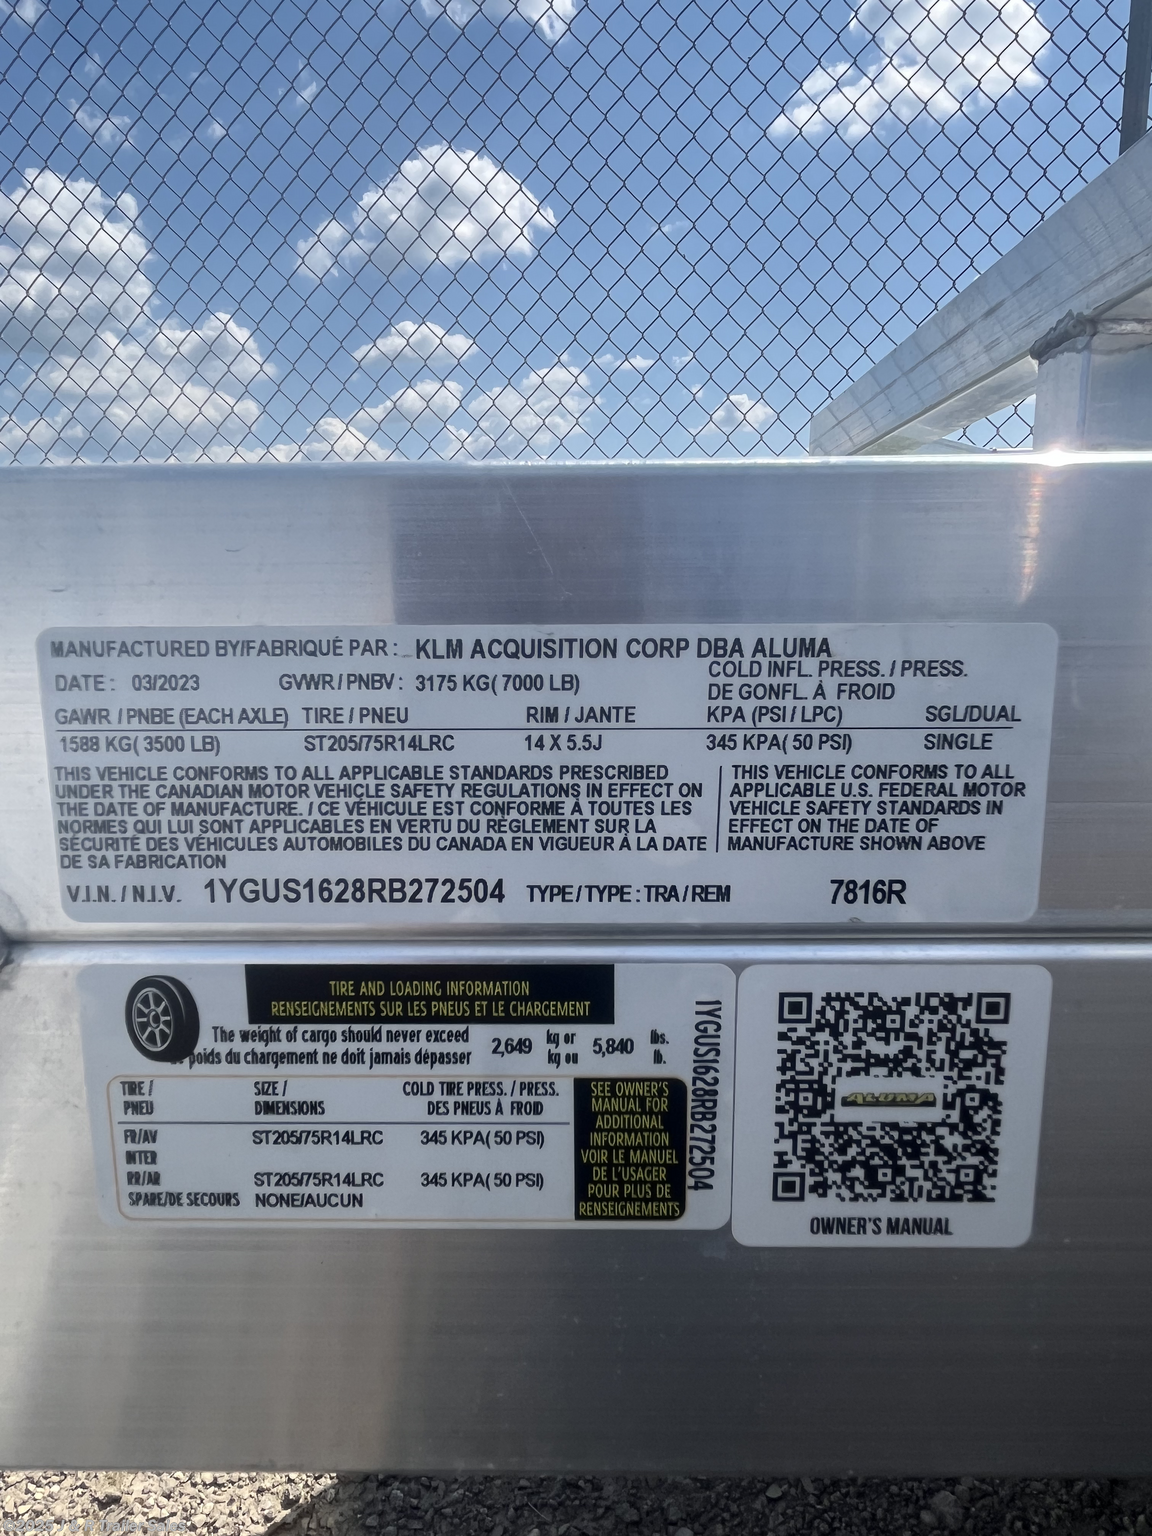 MANUFACTURED BY/FABRIQUÉ PAR : KLM ACQUISITION CORP DBA ALUMA
DATE : 03/2023 GVWR / PNBV : 3175 KG( 7000 LB) COLD INFL. PRESS. / PRESS.
DE GONFL. À FROID
GAWR / PNBE (EACH AXLE) TIRE / PNEU RIM / JANTE KPA (PSI / LPC) SGL/DUAL
1588 KG( 3500 LB) ST205/75R14LRC 14 X 5.5J 345 KPA( 50 PSI) SINGLE
THIS VEHICLE CONFORMS TO ALL APPLICABLE STANDARDS PRESCRIBED
UNDER THE CANADIAN MOTOR VEHICLE SAFETY REGULATIONS IN EFFECT ON
THE DATE OF MANUFACTURE. / CE VÉHICULE EST CONFORME À TOUTES LES
NORMES QUI LUI SONT APPLICABLES EN VERTU DU RÈGLEMENT SUR LA
SÉCURITÉ DES VÉHICULES AUTOMOBILES DU CANADA EN VIGUEUR À LA DATE
DE SA FABRICATION
THIS VEHICLE CONFORMS TO ALL
APPLICABLE U.S. FEDERAL MOTOR
VEHICLE SAFETY STANDARDS IN
EFFECT ON THE DATE OF
MANUFACTURE SHOWN ABOVE
V.I.N. / N.I.V. 1YGUS1628RB272504 TYPE / TYPE : TRA / REM 7816R
TIRE AND LOADING INFORMATION
RENSEIGNEMENTS SUR LES PNEUS ET LE CHARGEMENT
The weight of cargo should never exceed 2,649 kg or 5,840 lbs.
poids du chargement ne doit jamais dépasser kg ou lb.
TIRE / SIZE / COLD TIRE PRESS. / PRESS.
PNEU DIMENSIONS DES PNEUS À FROID
FR/AV ST205/75R14LRC 345 KPA( 50 PSI)
INTER
RR/AR ST205/75R14LRC 345 KPA( 50 PSI)
SPARE/DE SECOURS NONE/AUCUN
SEE OWNER'S
MANUAL FOR
ADDITIONAL
INFORMATION
VOIR LE MANUEL
DE L'USAGER
POUR PLUS DE
RENSEIGNEMENTS
1YGUS1628RB272504
ALUMA
OWNER'S MANUAL